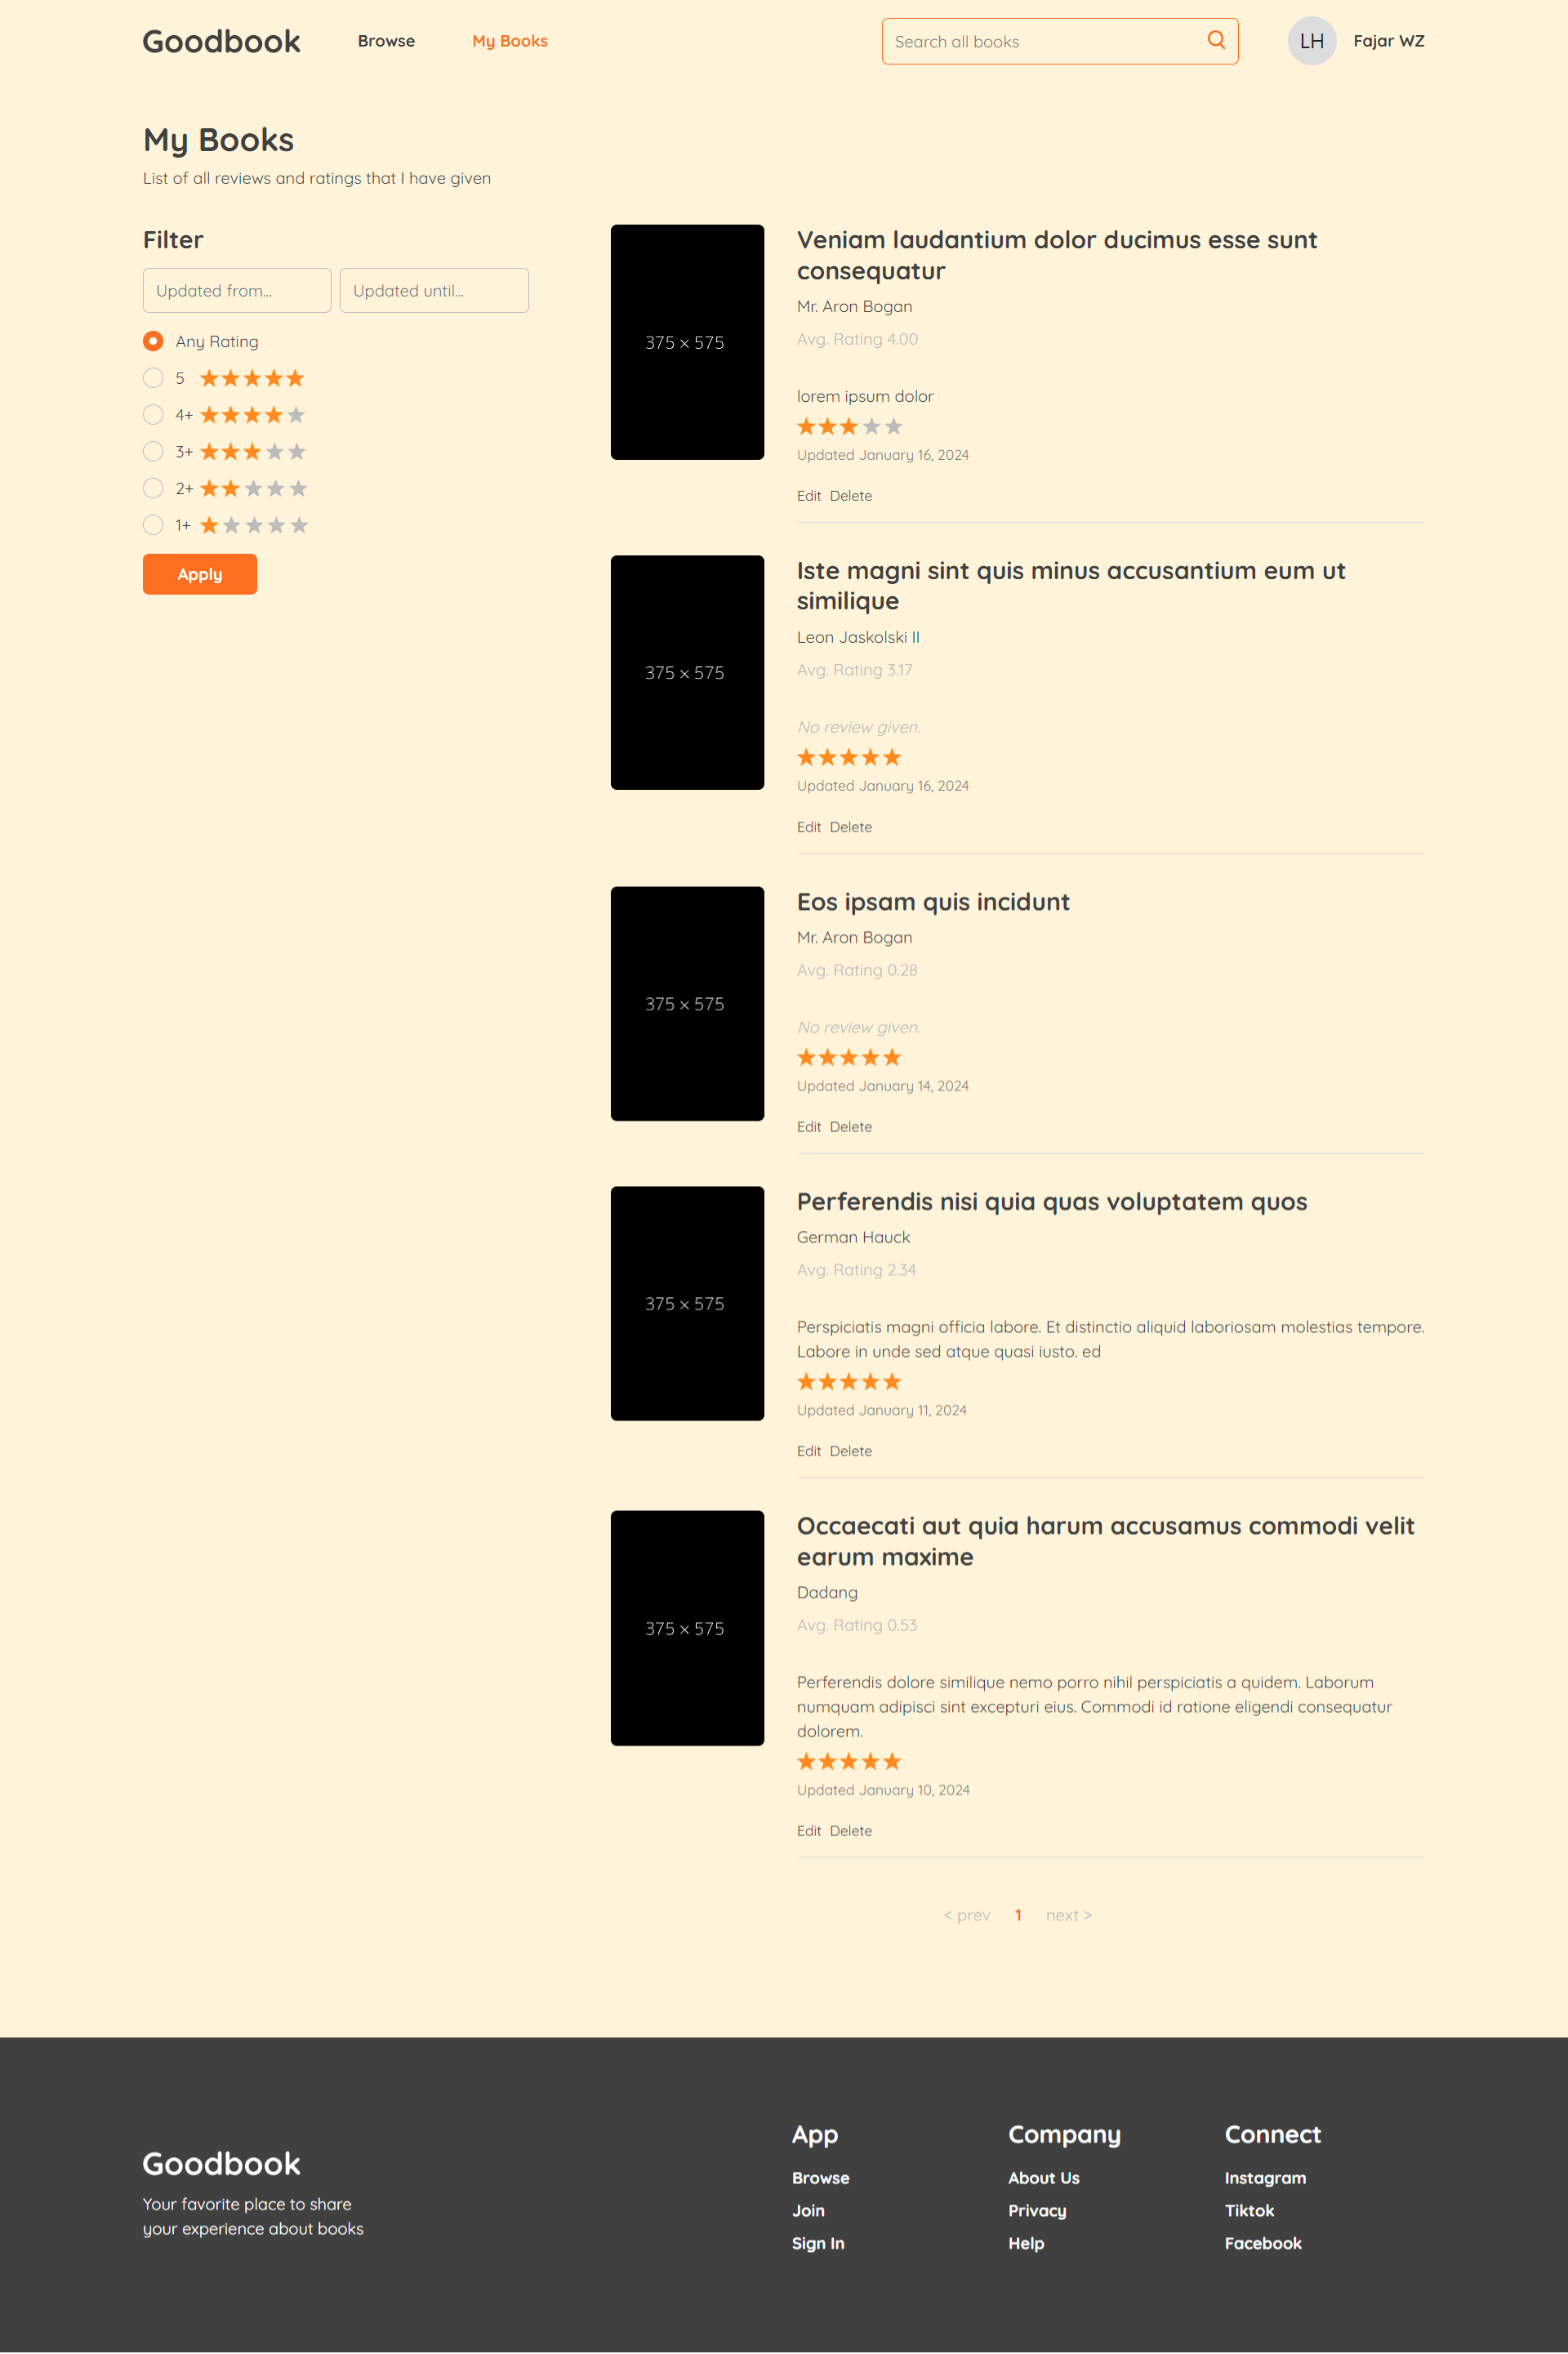 Goodbook
Browse
My Books
Search all books
LH
Fajar WZ
My Books
List of all reviews and ratings that I have given
Filter
Updated from...
Updated until...
Any Rating
5
4+
3+
2+
1+
Apply
375 × 575
Veniam laudantium dolor ducimus esse sunt
consequatur
Mr. Aron Bogan
Avg. Rating 4.00
lorem ipsum dolor
Updated January 16, 2024
Edit Delete
375 × 575
Iste magni sint quis minus accusantium eum ut
similique
Leon Jaskolski II
Avg. Rating 3.17
No review given.
Updated January 16, 2024
Edit Delete
375 × 575
Eos ipsam quis incidunt
Mr. Aron Bogan
Avg. Rating 0.28
No review given.
Updated January 14, 2024
Edit Delete
375 × 575
Perferendis nisi quia quas voluptatem quos
German Hauck
Avg. Rating 2.34
Perspiciatis magni officia labore. Et distinctio aliquid laboriosam molestias tempore.
Labore in unde sed atque quasi iusto. ed
Updated January 11, 2024
Edit Delete
375 × 575
Occaecati aut quia harum accusamus commodi velit
earum maxime
Dadang
Avg. Rating 0.53
Perferendis dolore similique nemo porro nihil perspiciatis a quidem. Laborum
numquam adipisci sint excepturi eius. Commodi id ratione eligendi consequatur
dolorem.
Updated January 10, 2024
Edit Delete
< prev 1 next >
Goodbook
Your favorite place to share
your experience about books
App
Browse
Join
Sign In
Company
About Us
Privacy
Help
Connect
Instagram
Tiktok
Facebook